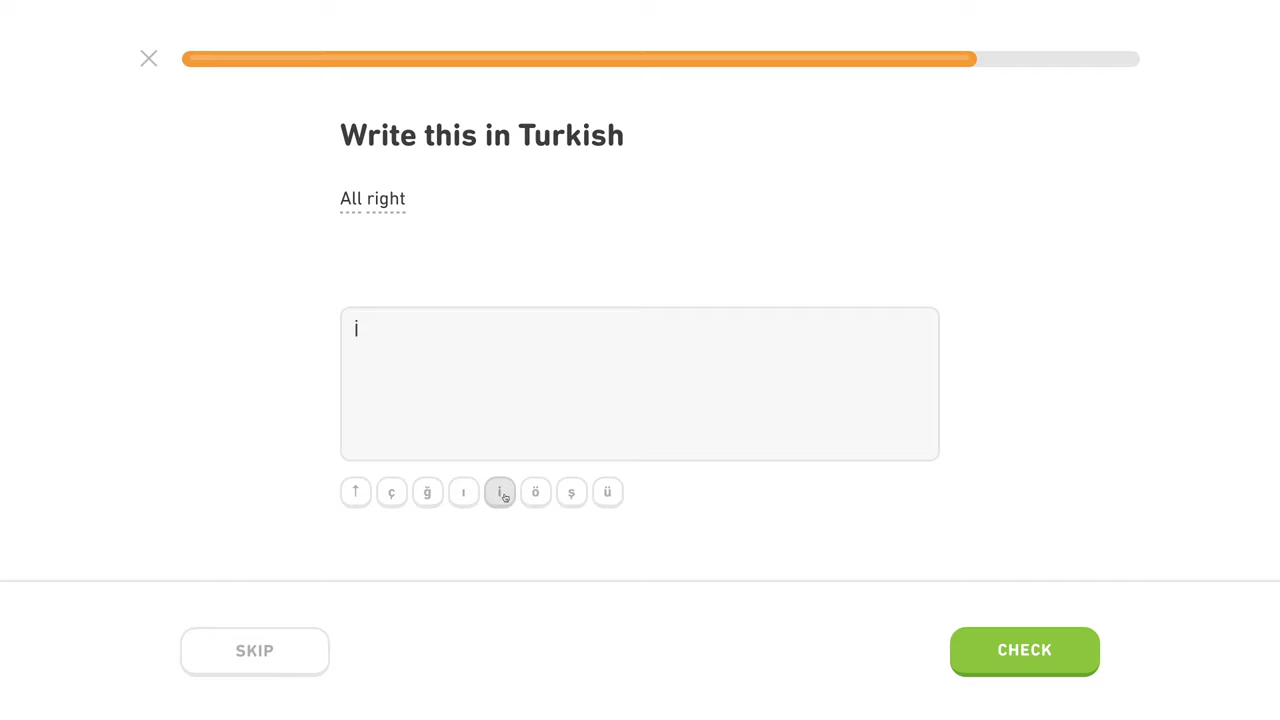 Write this in Turkish
All right
i
↑ ç ğ ı i ö ş ü
SKIP
CHECK